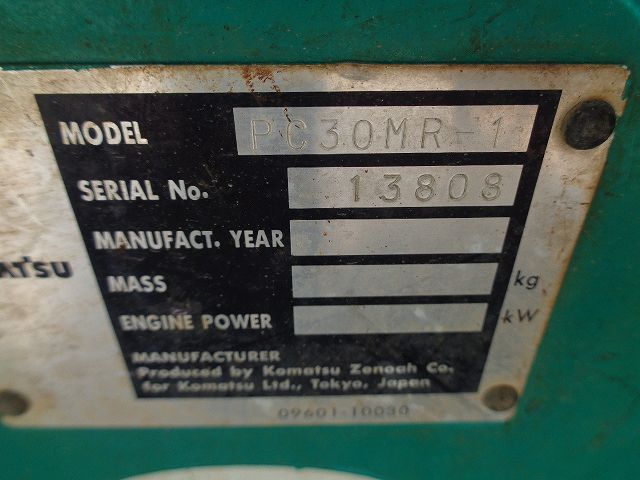 MODEL PC30MR-1
SERIAL No. 13808
MANUFACT. YEAR
MASS kg
ENGINE POWER kW
MANUFACTURER
Produced by Komatsu Zenoah Co.
for Komatsu Ltd., Tokyo, Japan
09601-10030